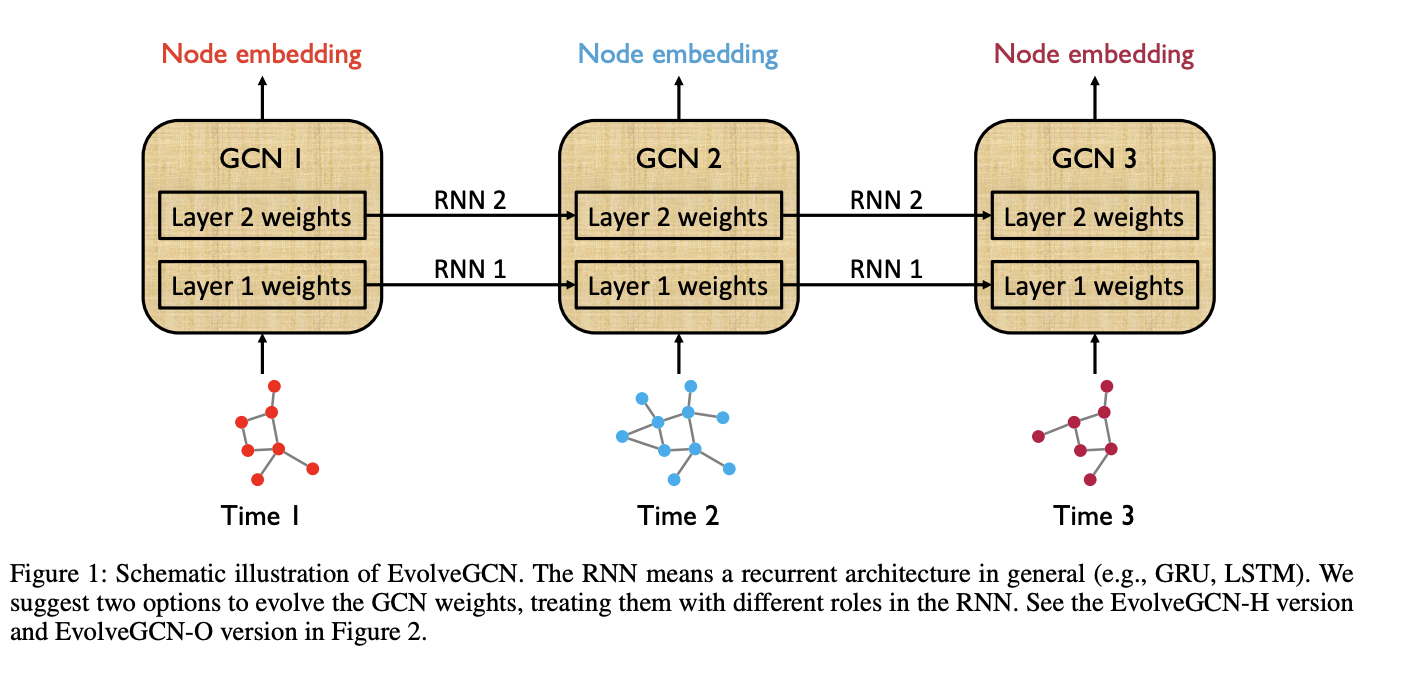 Node embedding Node embedding Node embedding
GCN 1 GCN 2 GCN 3
RNN 2 RNN 2
Layer 2 weights Layer 2 weights Layer 2 weights
RNN 1 RNN 1
Layer 1 weights Layer 1 weights Layer 1 weights
Time 1 Time 2 Time 3
Figure 1: Schematic illustration of EvolveGCN. The RNN means a recurrent architecture in general (e.g., GRU, LSTM). We
suggest two options to evolve the GCN weights, treating them with different roles in the RNN. See the EvolveGCN-H version
and EvolveGCN-O version in Figure 2.